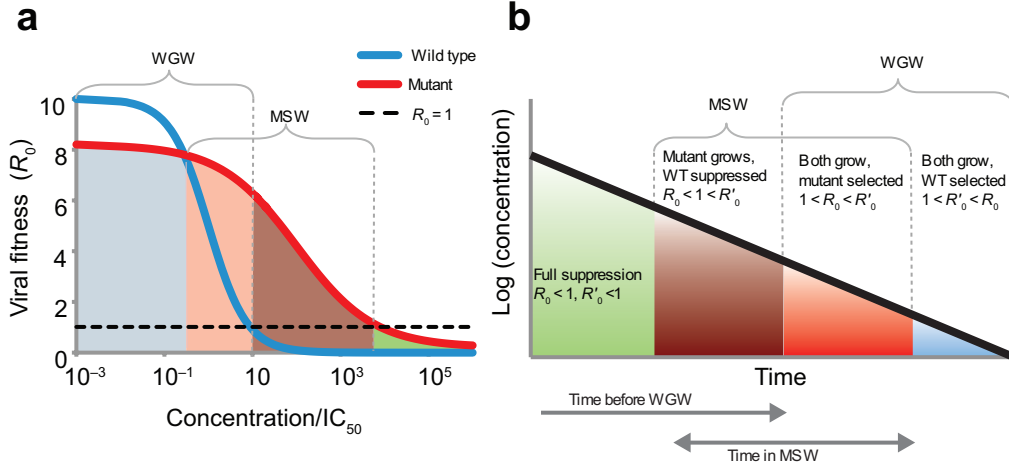 a
WGW
Wild type
Mutant
R₀ = 1
MSW
10
8
6
4
2
0
Viral fitness (R₀)
10⁻³
10⁻¹
10
10³
10⁵
Concentration/IC₅₀
b
WGW
MSW
Mutant grows,
WT suppressed
R₀ < 1 < R′₀
Both grow,
mutant selected
1 < R₀ < R′₀
Both grow,
WT selected
1 < R′₀ < R₀
Full suppression
R₀ < 1, R′₀ <1
Log (concentration)
Time
Time before WGW
Time in MSW